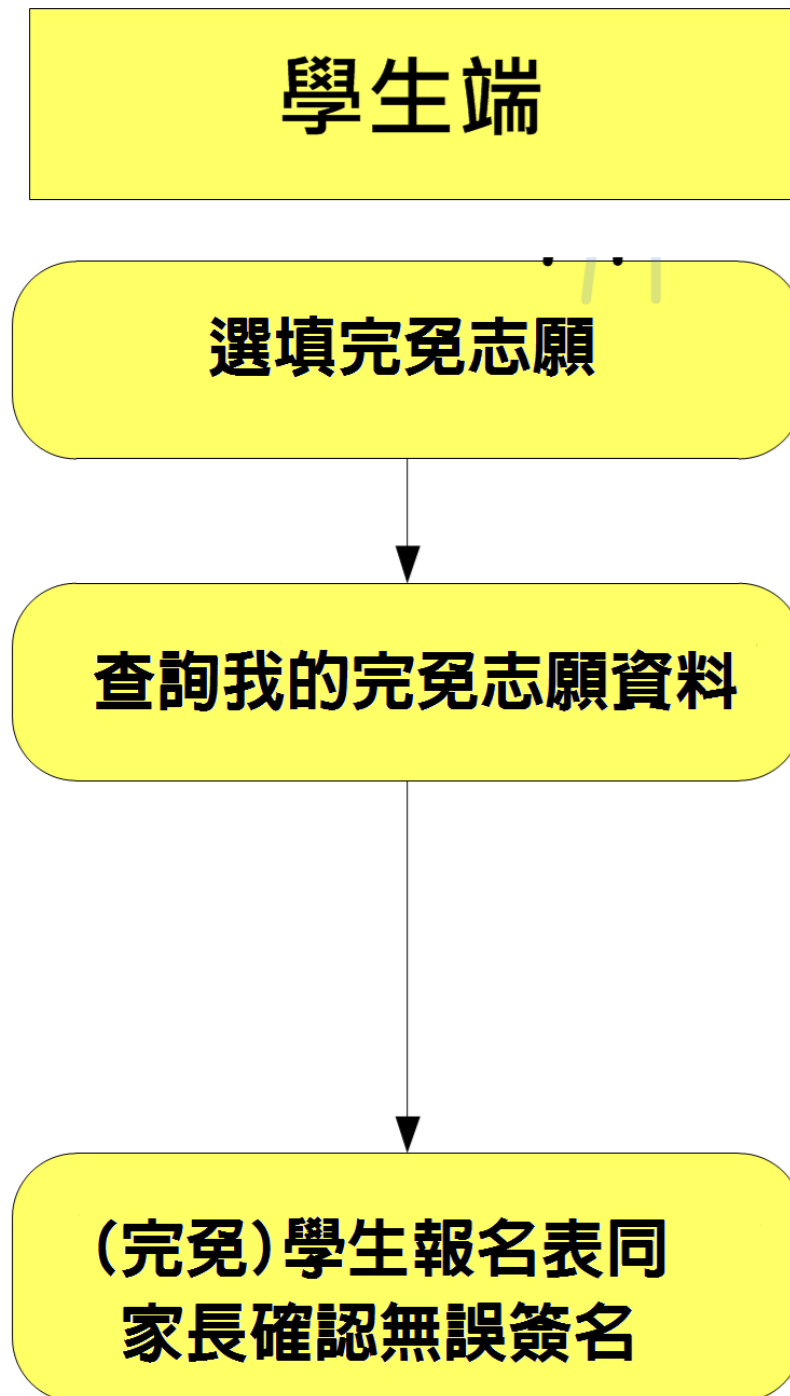 學生端
選填完免志願
查詢我的完免志願資料
(完免)學生報名表同
家長確認無誤簽名